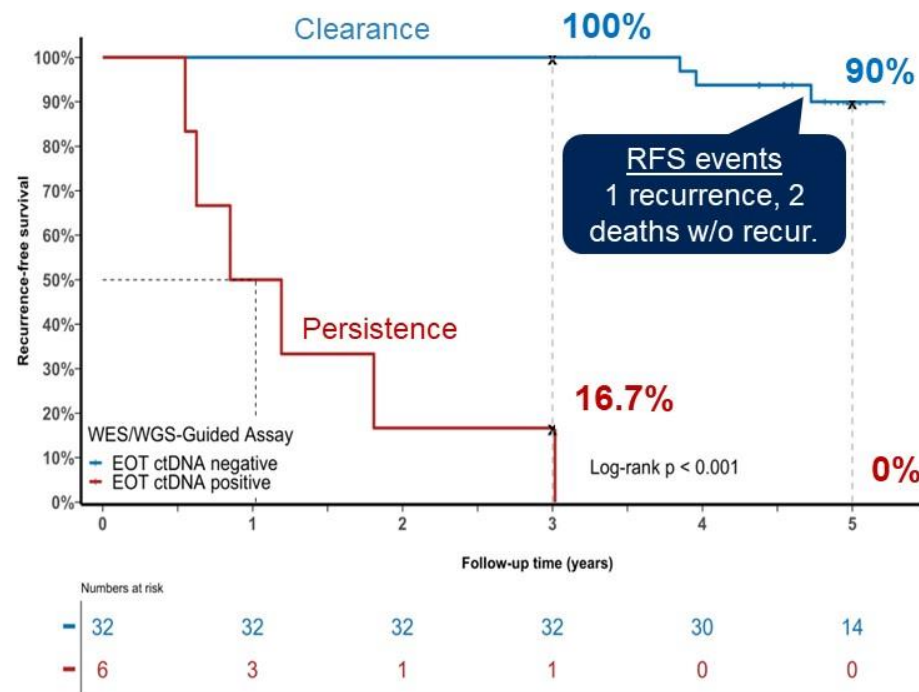 Clearance
100%
90%
100%
90%
80%
70%
60%
50%
40%
30%
20%
10%
0%
Recurrence-free survival
RFS events
1 recurrence, 2
deaths w/o recur.
Persistence
16.7%
0%
WES/WGS-Guided Assay
EOT ctDNA negative
EOT ctDNA positive
Log-rank p < 0.001
0 1 2 3 4 5
Follow-up time (years)
Numbers at risk
32 32 32 32 30 14
6 3 1 1 0 0